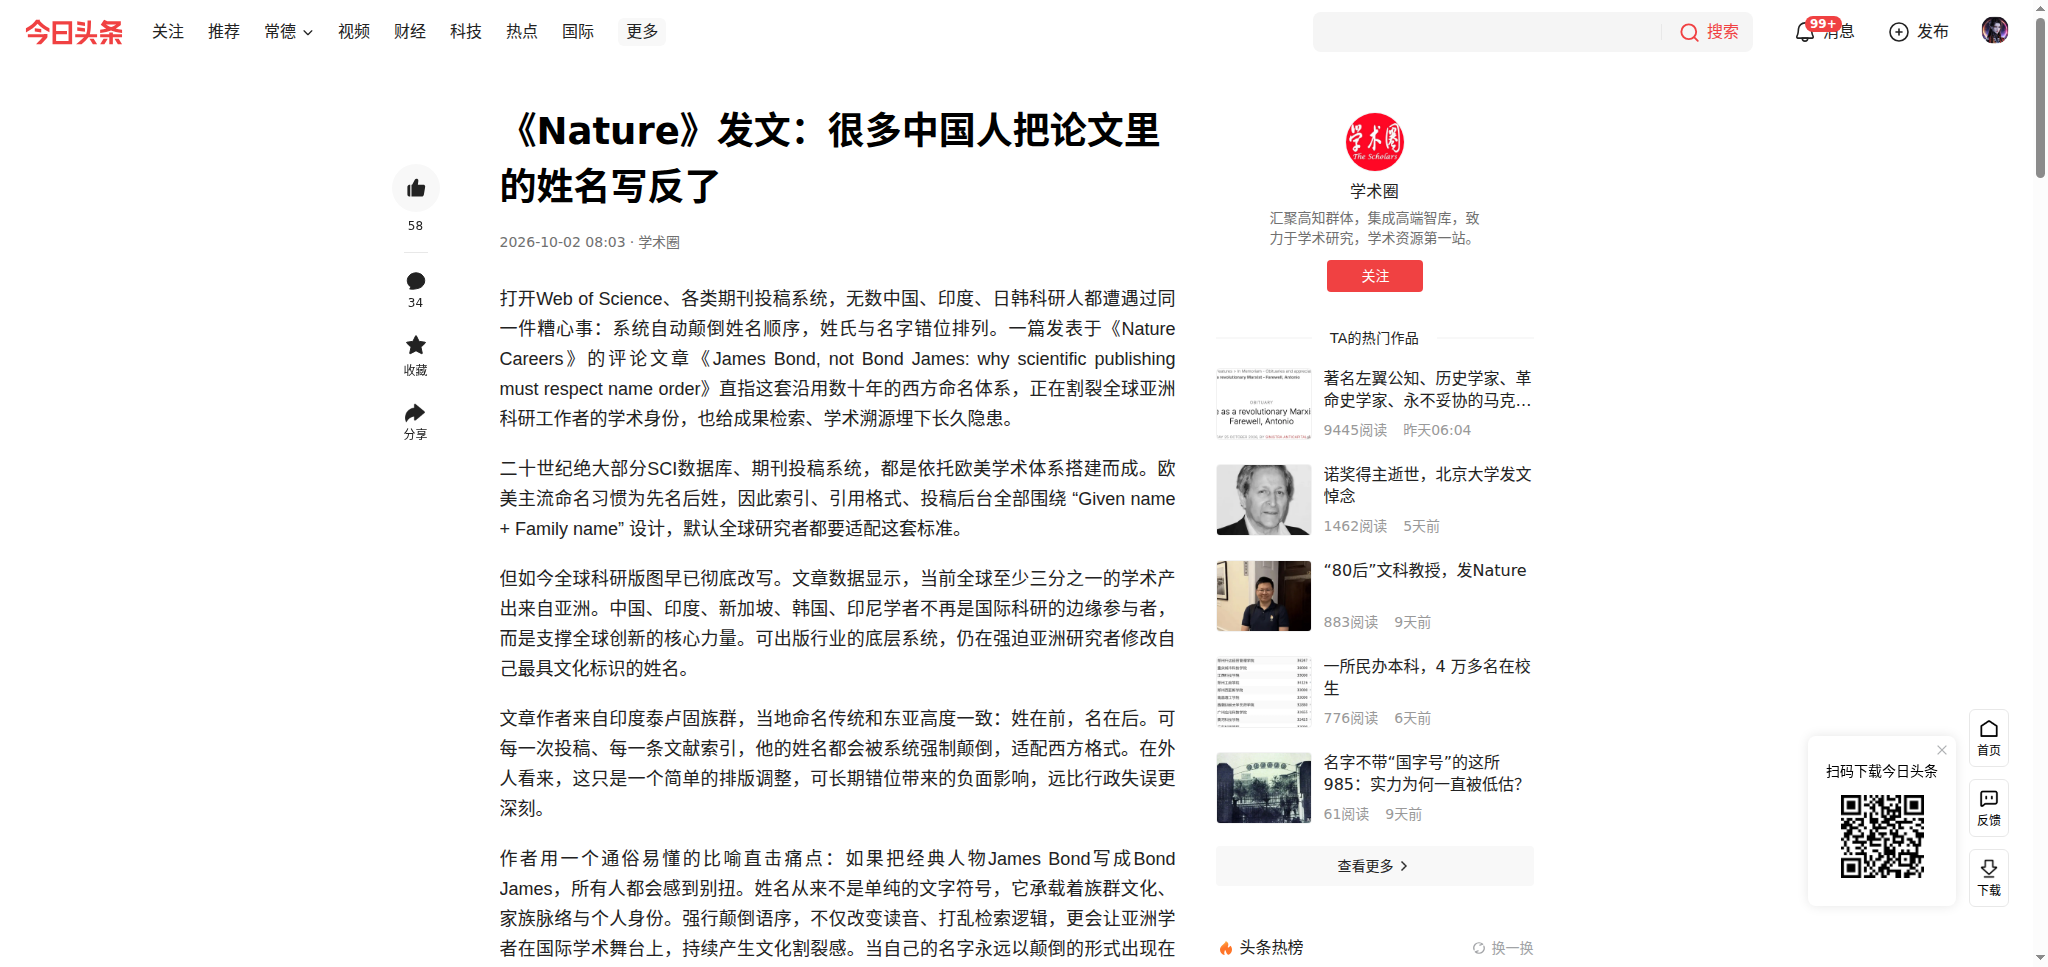 今日头条
关注
推荐
常德
视频
财经
科技
热点
国际
更多
搜索
99+
消息
发布
《Nature》发文：很多中国人把论文里
的姓名写反了
2026-10-02 08:03 · 学术圈
58
34
收藏
分享
打开Web of Science、各类期刊投稿系统，无数中国、印度、日韩科研人都遭遇过同
一件糟心事：系统自动颠倒姓名顺序，姓氏与名字错位排列。一篇发表于《Nature
Careers》的评论文章《James Bond, not Bond James: why scientific publishing
must respect name order》直指这套沿用数十年的西方命名体系，正在割裂全球亚洲
科研工作者的学术身份，也给成果检索、学术溯源埋下长久隐患。
二十世纪绝大部分SCI数据库、期刊投稿系统，都是依托欧美学术体系搭建而成。欧
美主流命名习惯为先名后姓，因此索引、引用格式、投稿后台全部围绕 “Given name
+ Family name” 设计，默认全球研究者都要适配这套标准。
但如今全球科研版图早已彻底改写。文章数据显示，当前全球至少三分之一的学术产
出来自亚洲。中国、印度、新加坡、韩国、印尼学者不再是国际科研的边缘参与者，
而是支撑全球创新的核心力量。可出版行业的底层系统，仍在强迫亚洲研究者修改自
己最具文化标识的姓名。
文章作者来自印度泰卢固族群，当地命名传统和东亚高度一致：姓在前，名在后。可
每一次投稿、每一条文献索引，他的姓名都会被系统强制颠倒，适配西方格式。在外
人看来，这只是一个简单的排版调整，可长期错位带来的负面影响，远比行政失误更
深刻。
作者用一个通俗易懂的比喻直击痛点：如果把经典人物James Bond写成Bond
James，所有人都会感到别扭。姓名从来不是单纯的文字符号，它承载着族群文化、
家族脉络与个人身份。强行颠倒语序，不仅改变读音、打乱检索逻辑，更会让亚洲学
者在国际学术舞台上，持续产生文化割裂感。当自己的名字永远以颠倒的形式出现在
学术圈
The Scholars
学术圈
汇聚高知群体，集成高端智库，致
力于学术研究，学术资源第一站。
关注
TA的热门作品
OBITUARY
e as a revolutionary Marxi
Farewell, Antonio
著名左翼公知、历史学家、革
命史学家、永不妥协的马克...
9445阅读 昨天06:04
诺奖得主逝世，北京大学发文
悼念
1462阅读 5天前
“80后”文科教授，发Nature
883阅读 9天前
一所民办本科，4 万多名在校
生
776阅读 6天前
名字不带“国字号”的这所
985：实力为何一直被低估？
61阅读 9天前
查看更多
头条热榜
换一换
扫码下载今日头条
首页
反馈
下载